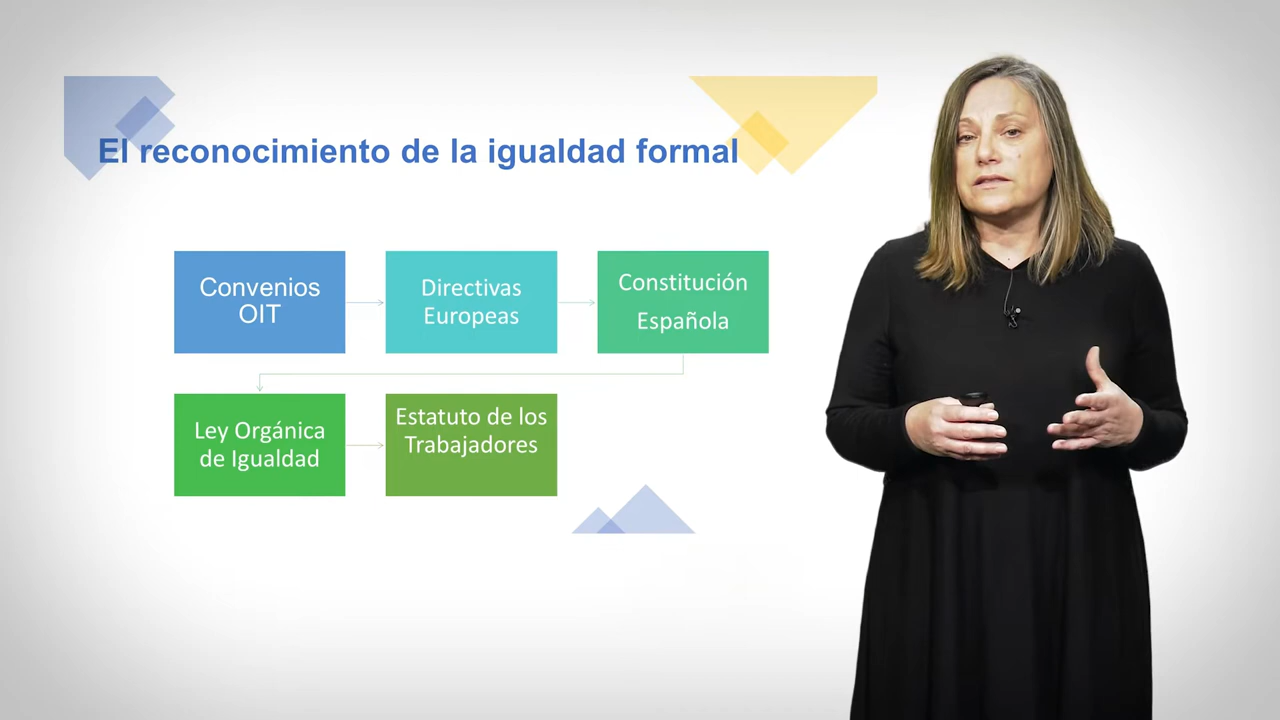 El reconocimiento de la igualdad formal
Convenios
OIT
Directivas
Europeas
Constitución
Española
Ley Orgánica
de Igualdad
Estatuto de los
Trabajadores